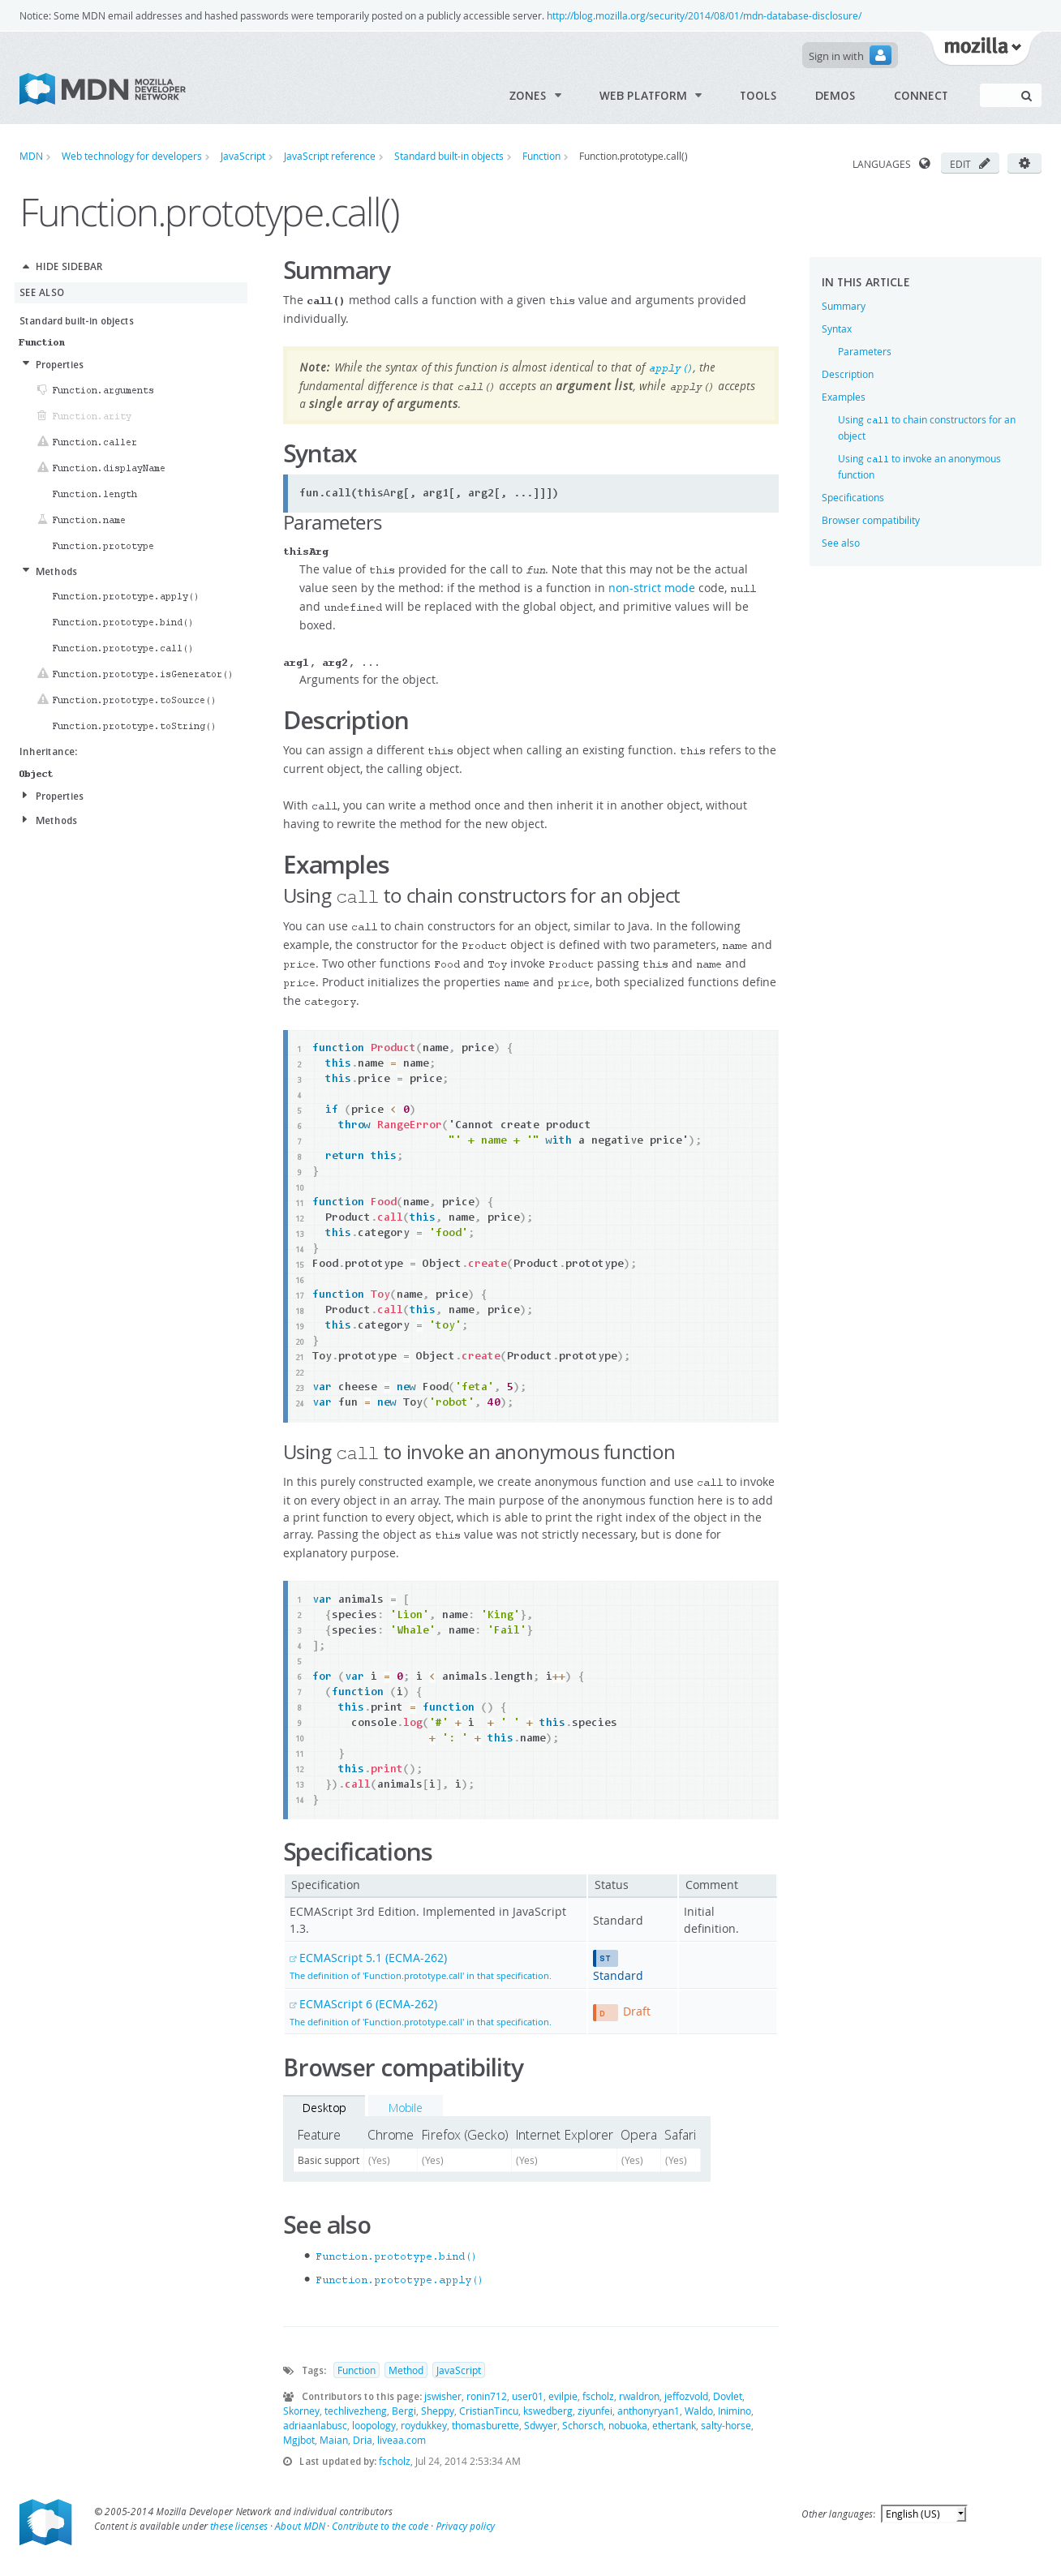 Notice: Some MDN email addresses and hashed passwords were temporarily posted on a publicly accessible server. http://blog.mozilla.org/security/2014/08/01/mdn-database-disclosure/
Sign in with
mozilla
MDN MOZILLA DEVELOPER NETWORK
ZONES WEB PLATFORM TOOLS DEMOS CONNECT
MDN Web technology for developers JavaScript JavaScript reference Standard built-in objects Function Function.prototype.call()
LANGUAGES EDIT
Function.prototype.call()
HIDE SIDEBAR
SEE ALSO
Standard built-in objects
Function
Properties
Function.arguments
Function.arity
Function.caller
Function.displayName
Function.length
Function.name
Function.prototype
Methods
Function.prototype.apply()
Function.prototype.bind()
Function.prototype.call()
Function.prototype.isGenerator()
Function.prototype.toSource()
Function.prototype.toString()
Inheritance:
Object
Properties
Methods
Summary
The call() method calls a function with a given this value and arguments provided
individually.
Note: While the syntax of this function is almost identical to that of apply(), the
fundamental difference is that call() accepts an argument list, while apply() accepts
a single array of arguments.
Syntax
fun.call(thisArg[, arg1[, arg2[, ...]]])
Parameters
thisArg
The value of this provided for the call to fun. Note that this may not be the actual
value seen by the method: if the method is a function in non-strict mode code, null
and undefined will be replaced with the global object, and primitive values will be
boxed.
arg1, arg2, ...
Arguments for the object.
Description
You can assign a different this object when calling an existing function. this refers to the
current object, the calling object.
With call, you can write a method once and then inherit it in another object, without
having to rewrite the method for the new object.
Examples
Using call to chain constructors for an object
You can use call to chain constructors for an object, similar to Java. In the following
example, the constructor for the Product object is defined with two parameters, name and
price. Two other functions Food and Toy invoke Product passing this and name and
price. Product initializes the properties name and price, both specialized functions define
the category.
1 function Product(name, price) {
2 this.name = name;
3 this.price = price;
4
5 if (price < 0)
6 throw RangeError('Cannot create product
7 "' + name + '" with a negative price');
8 return this;
9 }
10
11 function Food(name, price) {
12 Product.call(this, name, price);
13 this.category = 'food';
14 }
15 Food.prototype = Object.create(Product.prototype);
16
17 function Toy(name, price) {
18 Product.call(this, name, price);
19 this.category = 'toy';
20 }
21 Toy.prototype = Object.create(Product.prototype);
22
23 var cheese = new Food('feta', 5);
24 var fun = new Toy('robot', 40);
Using call to invoke an anonymous function
In this purely constructed example, we create anonymous function and use call to invoke
it on every object in an array. The main purpose of the anonymous function here is to add
a print function to every object, which is able to print the right index of the object in the
array. Passing the object as this value was not strictly necessary, but is done for
explanatory purpose.
1 var animals = [
2 {species: 'Lion', name: 'King'},
3 {species: 'Whale', name: 'Fail'}
4 ];
5
6 for (var i = 0; i < animals.length; i++) {
7 (function (i) {
8 this.print = function () {
9 console.log('#' + i + ' ' + this.species
10 + ': ' + this.name);
11 }
12 this.print();
13 }).call(animals[i], i);
14 }
Specifications
Specification Status Comment
ECMAScript 3rd Edition. Implemented in JavaScript
1.3.
Standard
Initial
definition.
ECMAScript 5.1 (ECMA-262)
The definition of 'Function.prototype.call' in that specification.
ST
Standard
ECMAScript 6 (ECMA-262)
The definition of 'Function.prototype.call' in that specification.
D Draft
Browser compatibility
Desktop Mobile
Feature Chrome Firefox (Gecko) Internet Explorer Opera Safari
Basic support (Yes) (Yes) (Yes) (Yes) (Yes)
See also
Function.prototype.bind()
Function.prototype.apply()
Tags: Function Method JavaScript
Contributors to this page: jswisher, ronin712, user01, evilpie, fscholz, rwaldron, jeffozvold, Dovlet,
Skorney, techlivezheng, Bergi, Sheppy, CristianTincu, kswedberg, ziyunfei, anthonyryan1, Waldo, Inimino,
adriaanlabusc, loopology, roydukkey, thomasburette, Sdwyer, Schorsch, nobuoka, ethertank, salty-horse,
Mgjbot, Maian, Dria, liveaa.com
Last updated by: fscholz, Jul 24, 2014 2:53:34 AM
IN THIS ARTICLE
Summary
Syntax
Parameters
Description
Examples
Using call to chain constructors for an
object
Using call to invoke an anonymous
function
Specifications
Browser compatibility
See also
© 2005-2014 Mozilla Developer Network and individual contributors
Content is available under these licenses · About MDN · Contribute to the code · Privacy policy
Other languages: English (US)